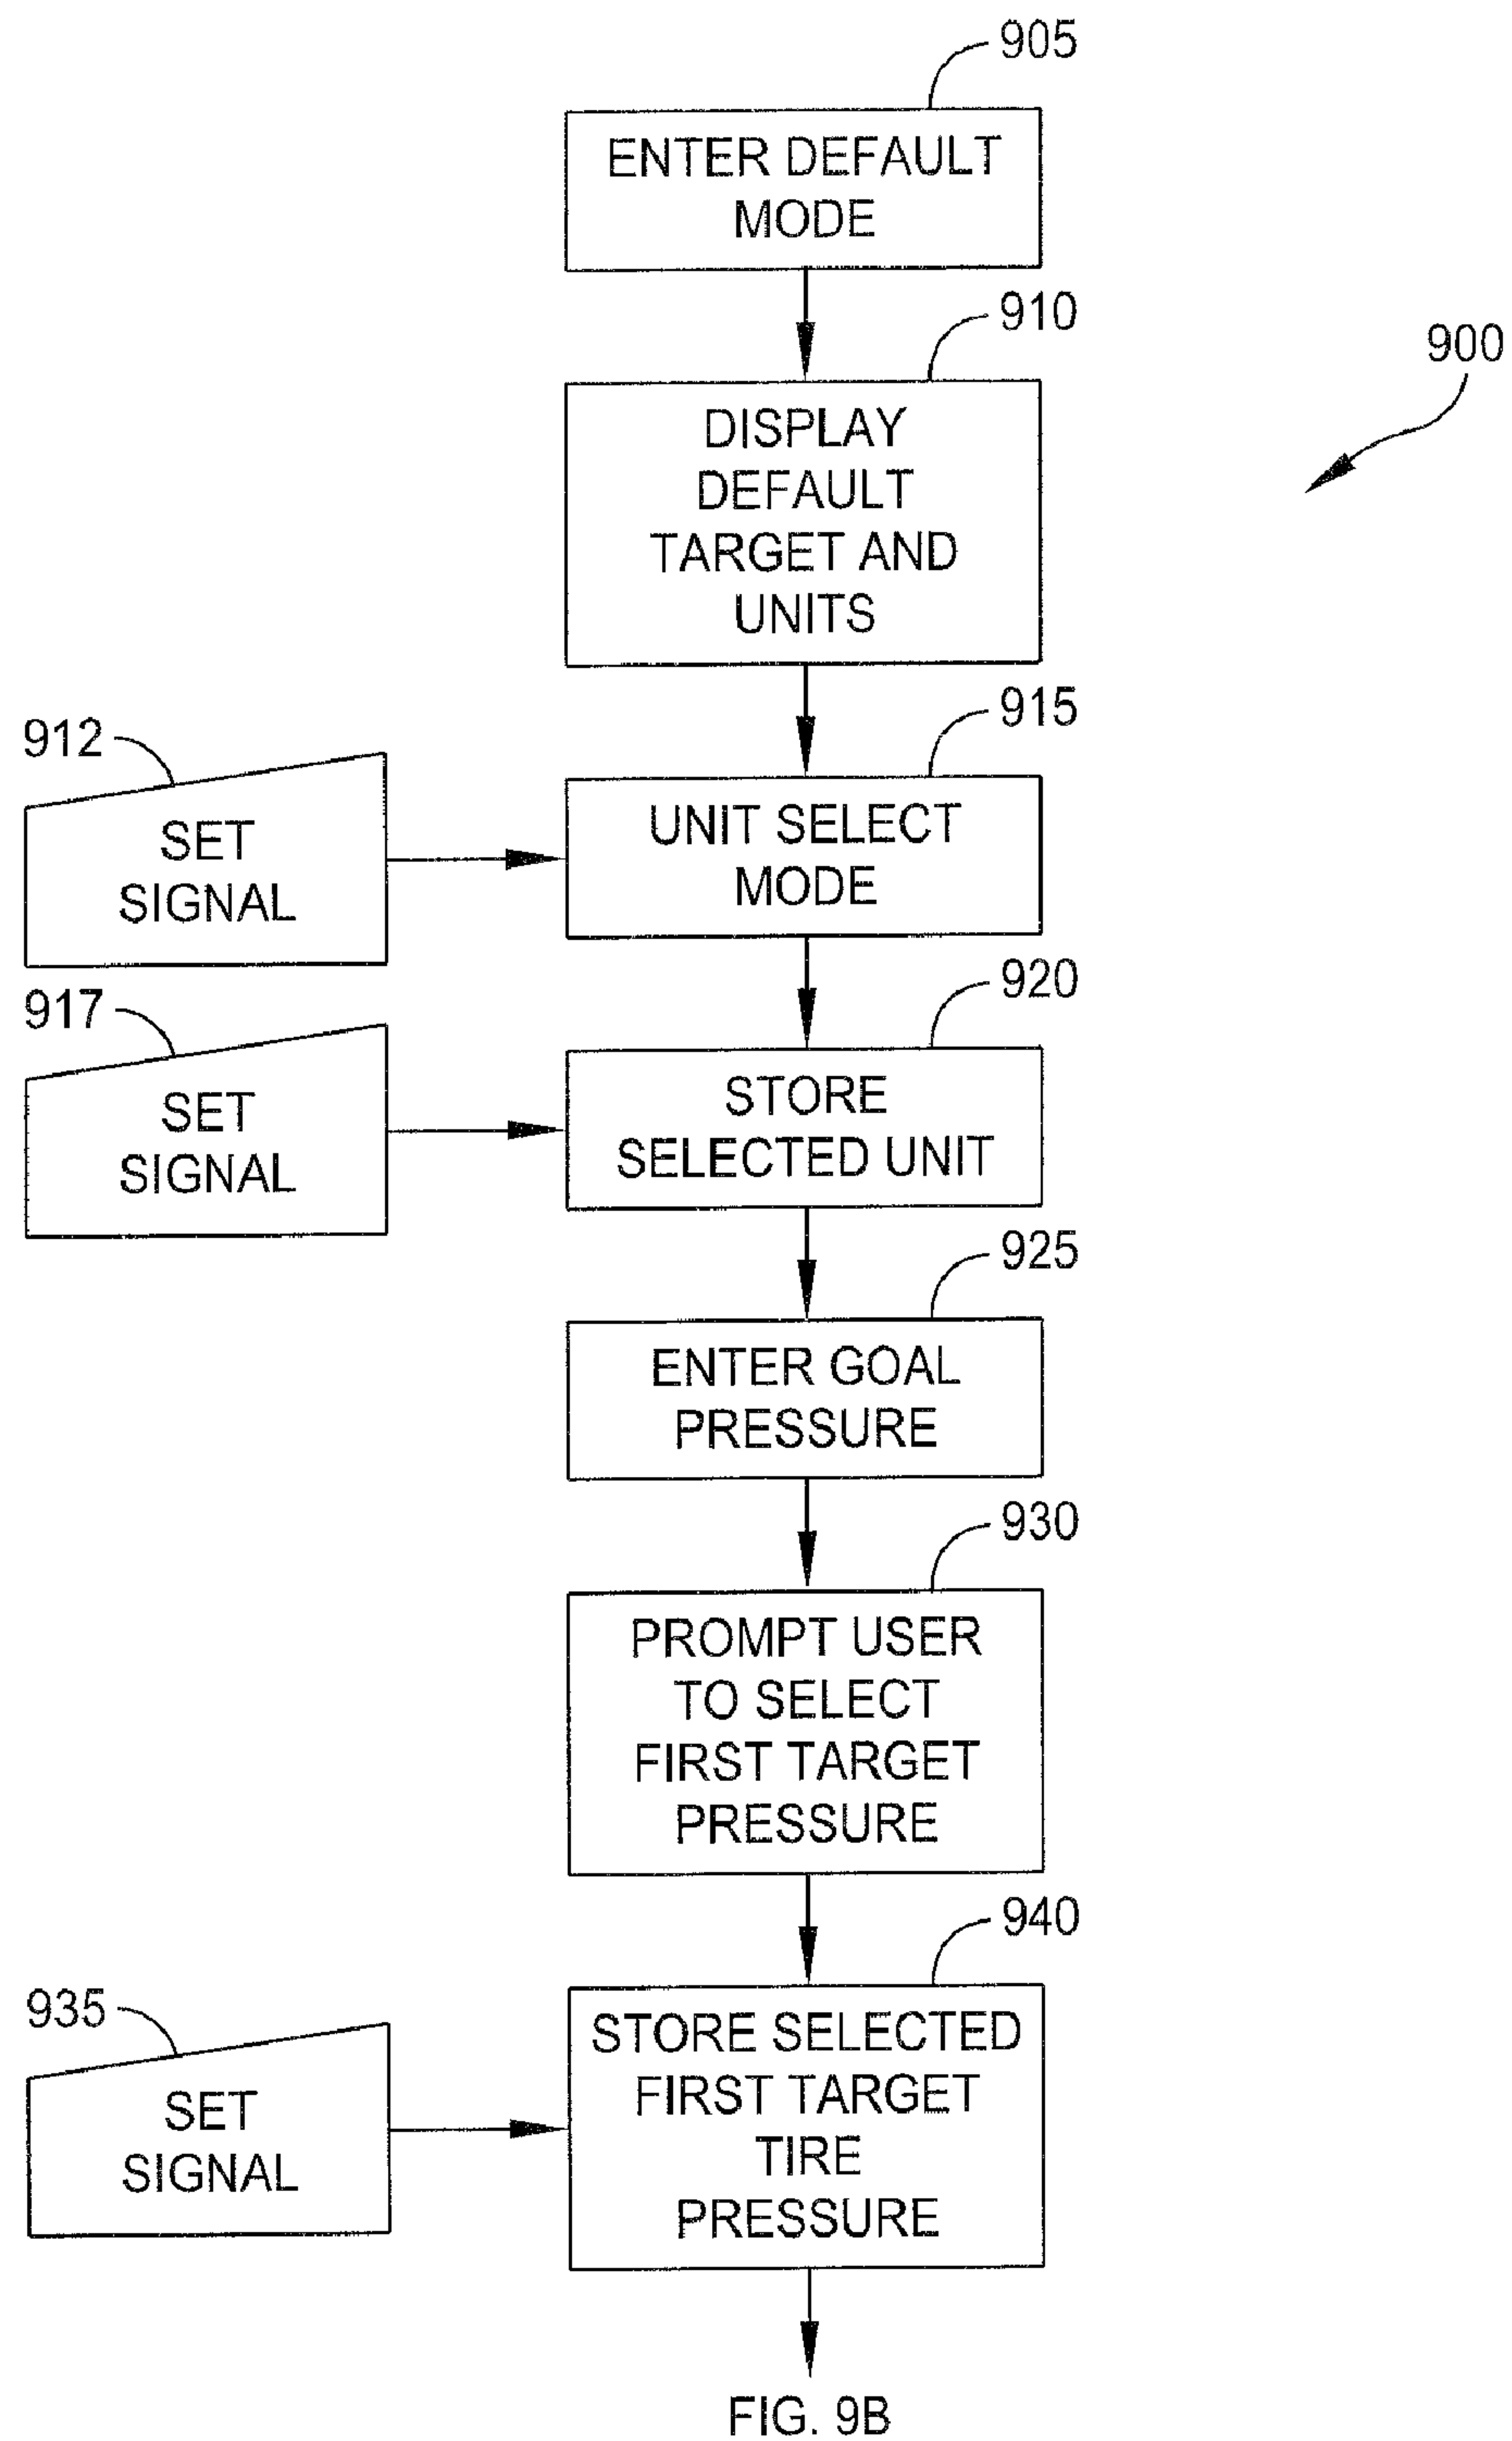 905
ENTER DEFAULT
MODE
910
900
DISPLAY
DEFAULT
TARGET AND
UNITS
915
912
UNIT SELECT
MODE
SET
SIGNAL
920
917
STORE
SELECTED UNIT
SET
SIGNAL
925
ENTER GOAL
PRESSURE
930
PROMPT USER
TO SELECT
FIRST TARGET
PRESSURE
940
935
STORE SELECTED
FIRST TARGET
TIRE
PRESSURE
SET
SIGNAL
FIG. 9B